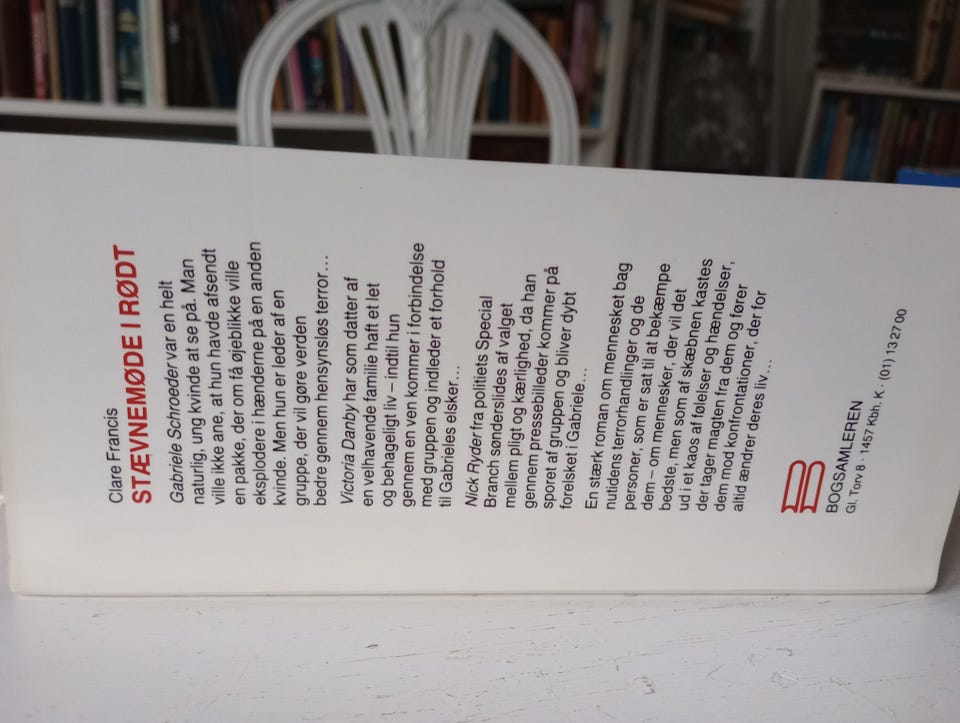 Clare Francis
STÆVNEMØDE I RØDT
Gabriele Schroeder var en helt
naturlig, ung kvinde at se på. Man
ville ikke ane, at hun havde afsendt
en pakke, der om få øjeblikke ville
eksplodere i hænderne på en anden
kvinde. Men hun er leder af en
gruppe, der vil gøre verden
bedre gennem hensynsløs terror...
Victoria Danby har som datter af
en velhavende familie haft et let
og behageligt liv – indtil hun
gennem en ven kommer i forbindelse
med gruppen og indleder et forhold
til Gabrieles elsker...
Nick Ryder fra politiets Special
Branch sønderslides af valget
mellem pligt og kærlighed, da han
gennem pressebilleder kommer på
sporet af gruppen og bliver dybt
forelsket i Gabriele...
En stærk roman om mennesket bag
nutidens terrorhandlinger og de
personer, som er sat til at bekæmpe
dem – om mennesker, der vil det
bedste, men som af skæbnen kastes
ud i et kaos af følelser og hændelser,
der tager magten fra dem og fører
dem mod konfrontationer, der for
altid ændrer deres liv...
BOGSAMLEREN
Gl. Torv 8 · 1457 Kbh. K · (01) 13 27 00